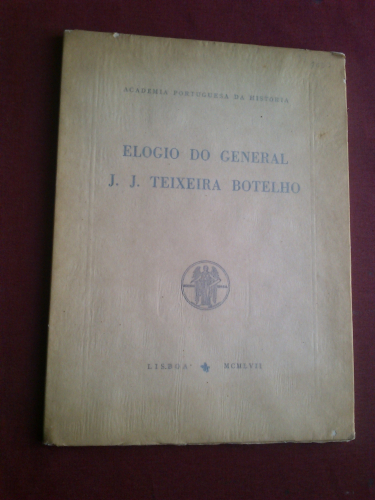 ACADEMIA PORTUGUESA DA HISTÓRIA
ELOGIO DO GENERAL
J. J. TEIXEIRA BOTELHO
LISBOA MCMLVII